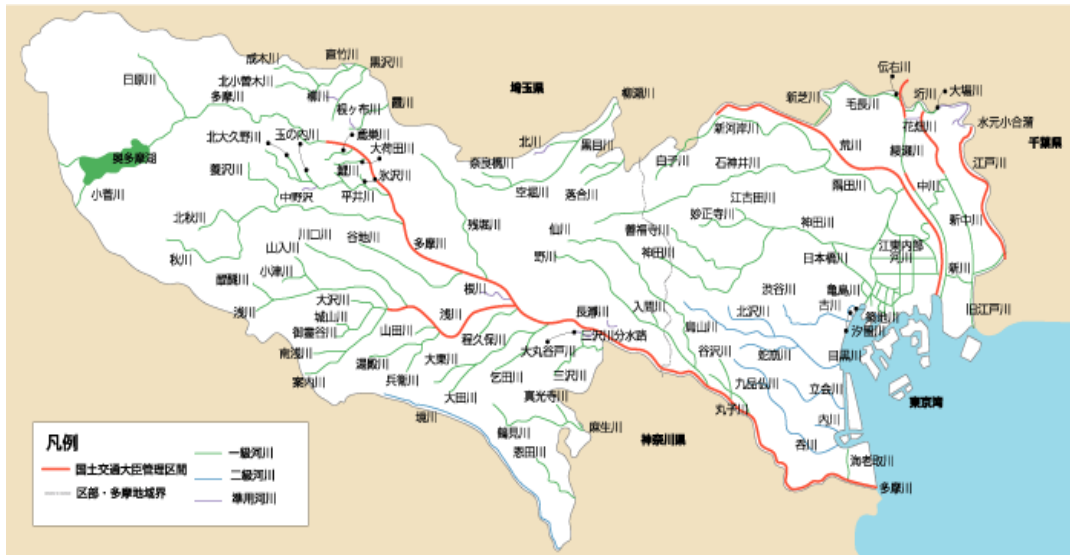 伝右川
成木川
直竹川
黒沢川
日原川
北小曽木川
柳川
霞川
埼玉県
柳瀬川
新芝川
毛長川
垳川
大場川
水元小合溜
千葉県
多摩川
北大久野川
玉の内川
鳶巣川
大荷田川
北川
黒目川
新河岸川
荒川
花畑川
綾瀬川
江戸川
奥多摩湖
養沢川
鯉川
氷沢川
奈良橋川
白子川
石神井川
中川
小菅川
中野沢
平井川
空堀川
落合川
江古田川
隅田川
新中川
北秋川
川口川
谷地川
多摩川
残堀川
仙川
善福寺川
妙正寺川
神田川
江東内部
河川
秋川
山入川
野川
神田川
日本橋川
新川
醍醐川
小津川
根川
渋谷川
亀島川
旧江戸川
浅川
大沢川
城山川
浅川
程久保川
入間川
北沢川
古川
築地川
御霊谷川
山田川
三沢川分水路
烏山川
汐留川
南浅川
湯殿川
大栗川
大丸谷戸川
谷沢川
蛇崩川
目黒川
案内川
兵衛川
乞田川
三沢川
九品仏川
立会川
東京湾
大田川
真光寺川
丸子川
内川
境川
鶴見川
麻生川
神奈川県
呑川
恩田川
海老取川
多摩川
凡例
国土交通大臣管理区間
区部・多摩地域界
一級河川
二級河川
準用河川